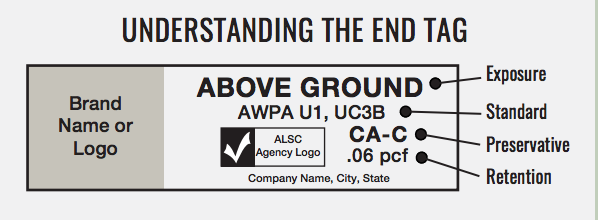 UNDERSTANDING THE END TAG
Brand
Name or
Logo
ABOVE GROUND
AWPA U1, UC3B
ALSC
Agency Logo
CA-C
.06 pcf
Company Name, City, State
Exposure
Standard
Preservative
Retention